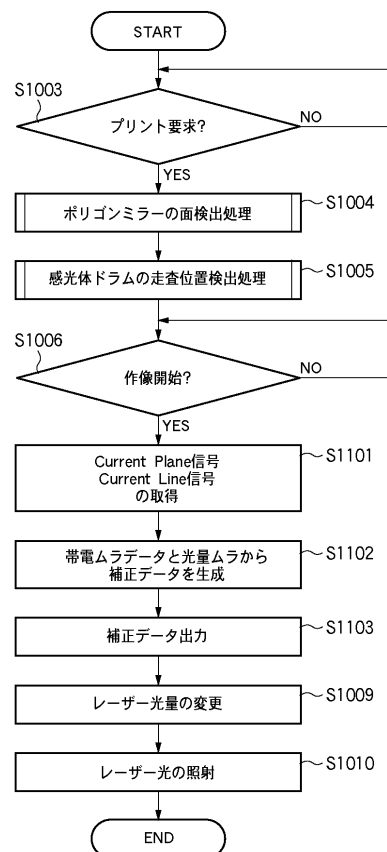 START
S1003
プリント要求?
NO
YES
ポリゴンミラーの面検出処理
S1004
感光体ドラムの走査位置検出処理
S1005
S1006
作像開始?
NO
YES
Current Plane信号
Current Line信号
の取得
S1101
帯電ムラデータと光量ムラから
補正データを生成
S1102
補正データ出力
S1103
レーザー光量の変更
S1009
レーザー光の照射
S1010
END